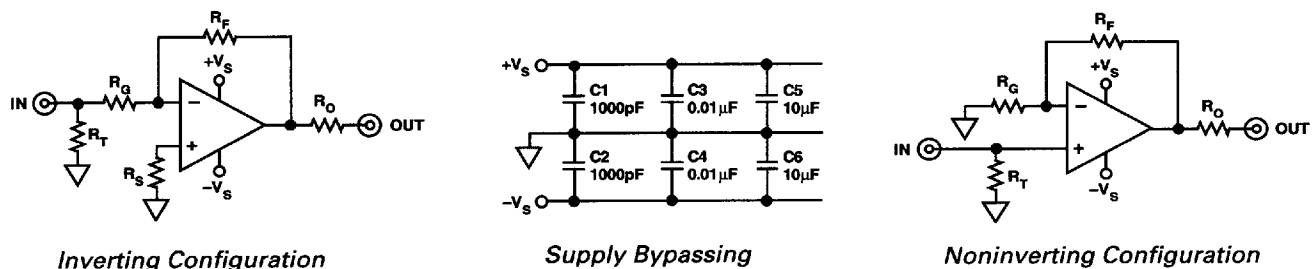 R_F
+V_S
R_G
IN
R_O
OUT
R_T
R_S
−
+
−V_S
Inverting Configuration
+V_S
C1
1000pF
C3
0.01μF
C5
10μF
C2
1000pF
C4
0.01μF
C6
10μF
−V_S
Supply Bypassing
R_F
+V_S
R_G
−
R_O
OUT
IN
+
R_T
−V_S
Noninverting Configuration